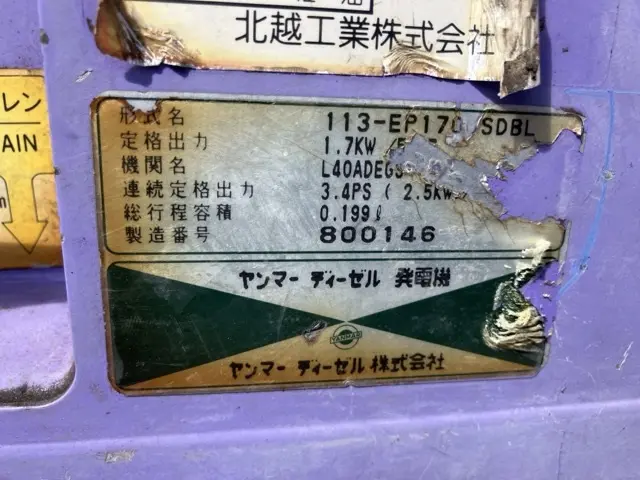 北越工業株式会社
レン
AIN
形式名 113-EP170 SDBL
定格出力 1.7KW
機関名 L40ADEGS
連続定格出力 3.4PS ( 2.5KW
総行程容積 0.199ℓ
製造番号 800146
ヤンマー ディーゼル 発電機
YANMAR
ヤンマー ディーゼル 株式会社